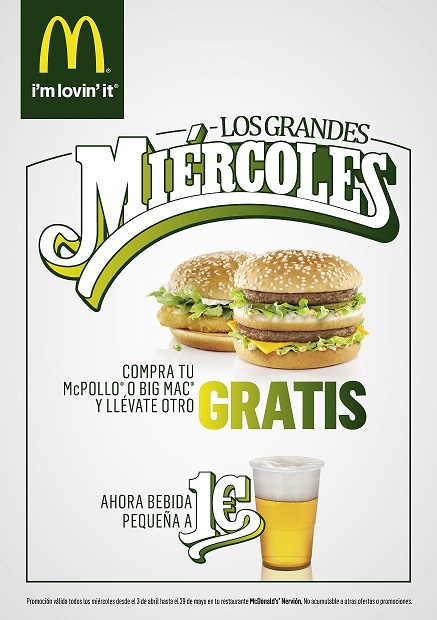 i'm lovin' it®
LOS GRANDES
MIÉRCOLES
COMPRA TU
McPOLLO® O BIG MAC®
Y LLÉVATE OTRO
GRATIS
AHORA BEBIDA
PEQUEÑA A
1€
Promoción válida todos los miércoles desde el 3 de abril hasta el 29 de mayo en tu restaurante McDonald's® Nervión. No acumulable a otras ofertas o promociones.